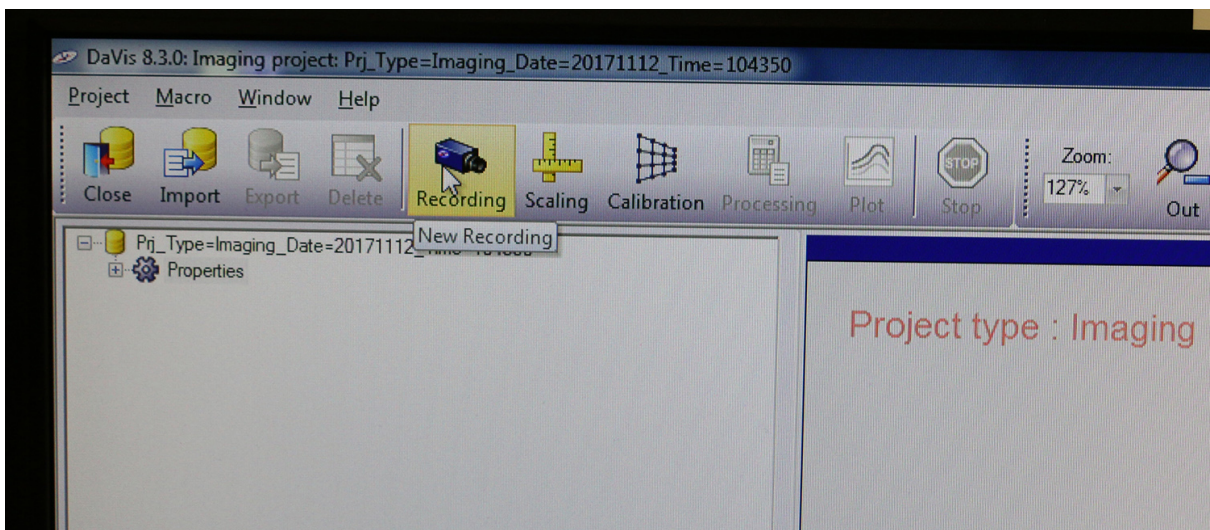 DaVis 8.3.0: Imaging project: Prj_Type=Imaging_Date=20171112_Time=104350
Project Macro Window Help
Close Import Export Delete Recording Scaling Calibration Processing Plot STOP Stop Zoom: 127% Out
New Recording
Prj_Type=Imaging_Date=20171112
Properties
Project type : Imaging